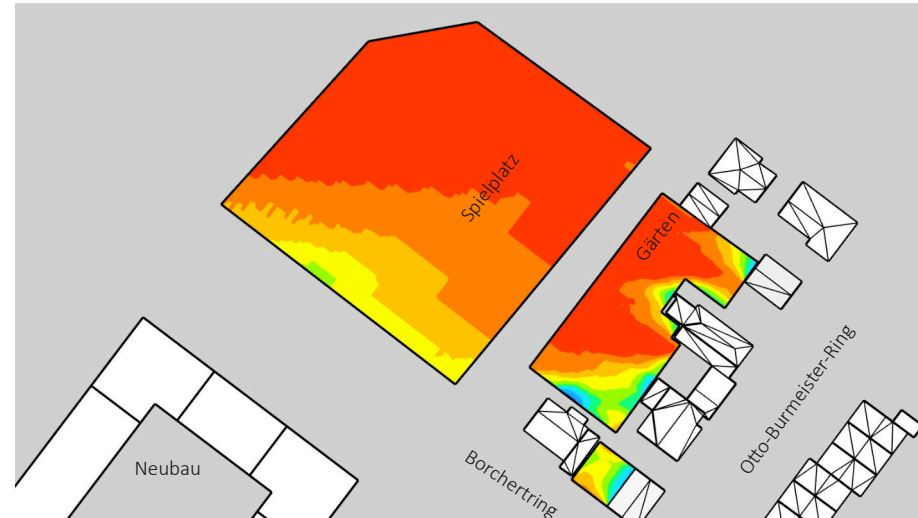 Spielplatz
Gärten
Otto-Burmeister-Ring
Neubau
Borchertring